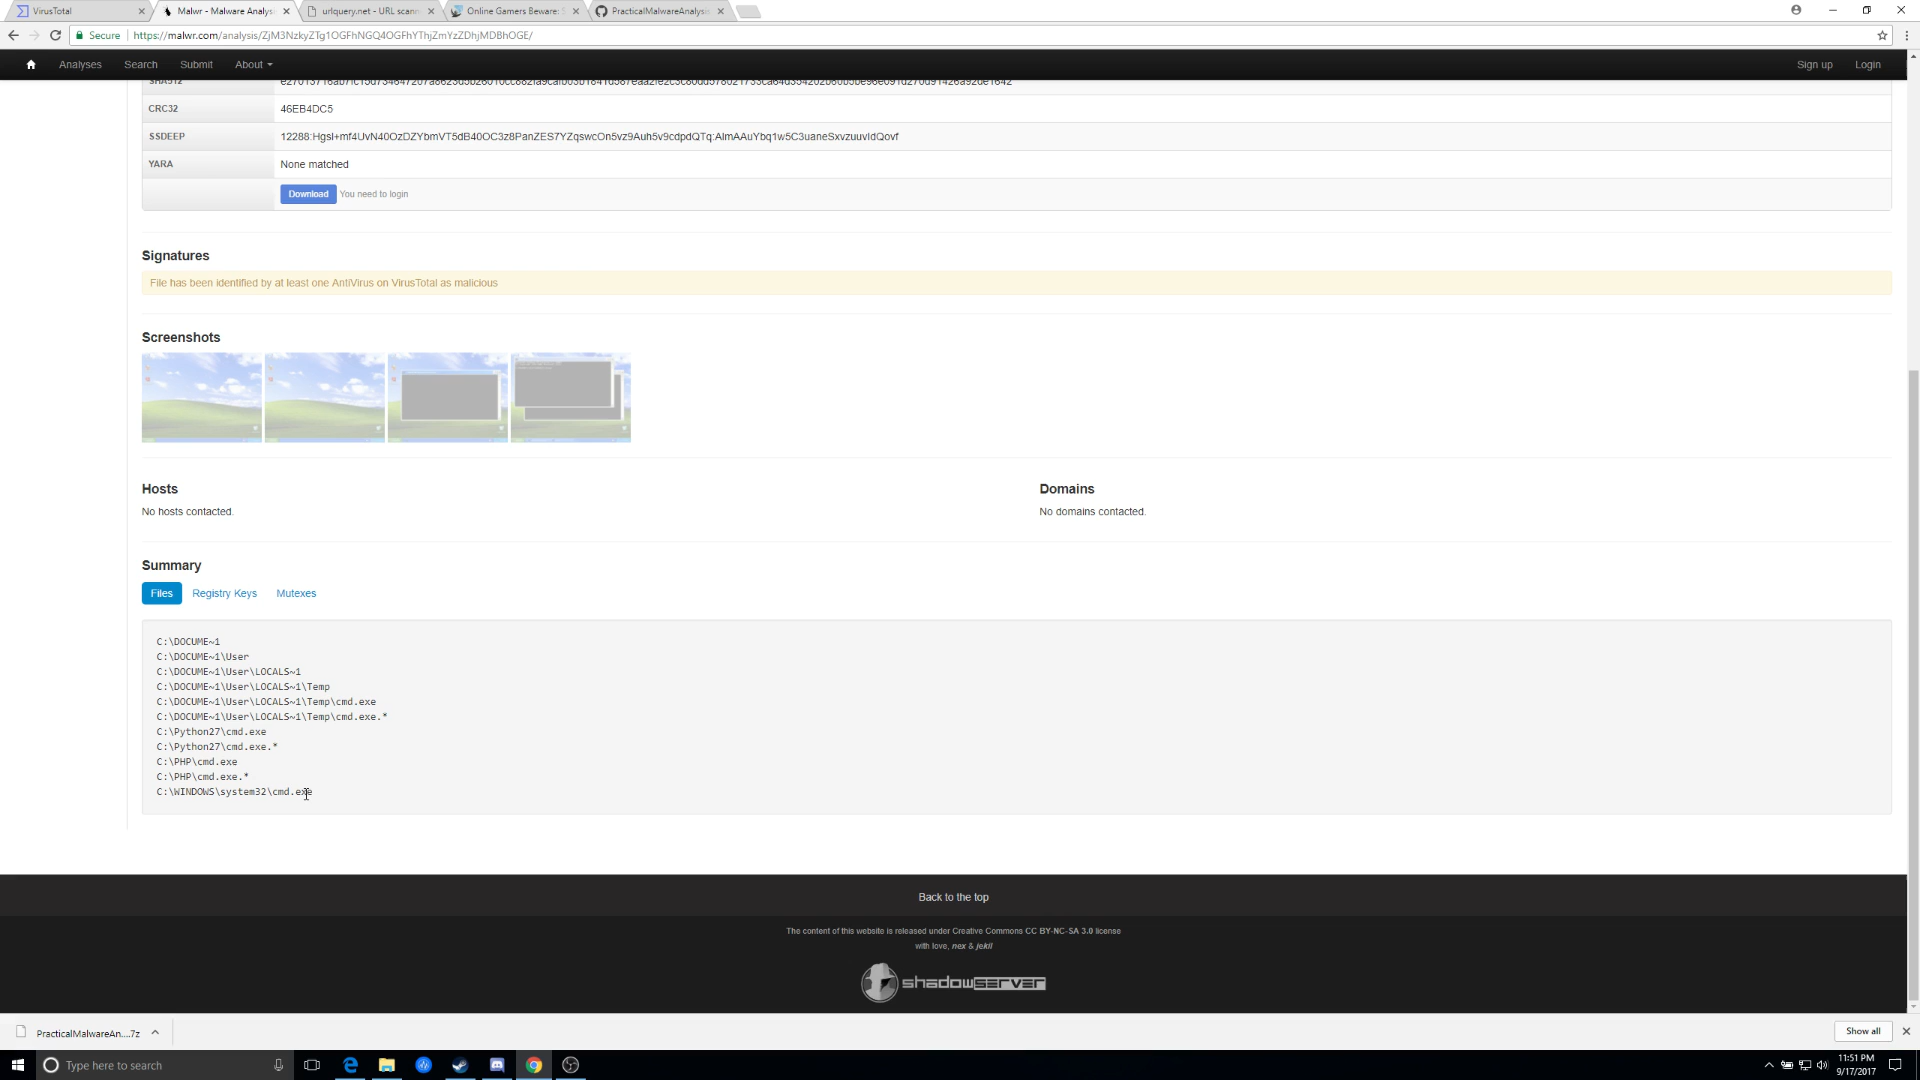 VirusTotal
Malwr - Malware Analysis
urlquery.net - URL scann
Online Gamers Beware: S
PracticalMalwareAnalysis
Secure
https://malwr.com/analysis/ZjM3NzkyZTg1OGFhNGQ4OGFhYThjZmYzZDhjMDBhOGE/
Analyses
Search
Submit
About
Sign up
Login
SHA512
CRC32
46EB4DC5
SSDEEP
12288:Hgsl+mf4UvN40OzDZYbmVT5dB40OC3z8PanZES7YZqswcOn5vz9Auh5v9cdpdQTq:AlmAAuYbq1w5C3uaneSxvzuuvIdQovf
YARA
None matched
Download You need to login
Signatures
File has been identified by at least one AntiVirus on VirusTotal as malicious
Screenshots
Hosts
No hosts contacted.
Domains
No domains contacted.
Summary
Files
Registry Keys
Mutexes
C:\DOCUME~1
C:\DOCUME~1\User
C:\DOCUME~1\User\LOCALS~1
C:\DOCUME~1\User\LOCALS~1\Temp
C:\DOCUME~1\User\LOCALS~1\Temp\cmd.exe
C:\DOCUME~1\User\LOCALS~1\Temp\cmd.exe.*
C:\Python27\cmd.exe
C:\Python27\cmd.exe.*
C:\PHP\cmd.exe
C:\PHP\cmd.exe.*
C:\WINDOWS\system32\cmd.exe
Back to the top
The content of this website is released under Creative Commons CC BY-NC-SA 3.0 license
with love, nex & jekil
shadowserver
PracticalMalwareAn....7z
Show all
Type here to search
11:51 PM
9/17/2017